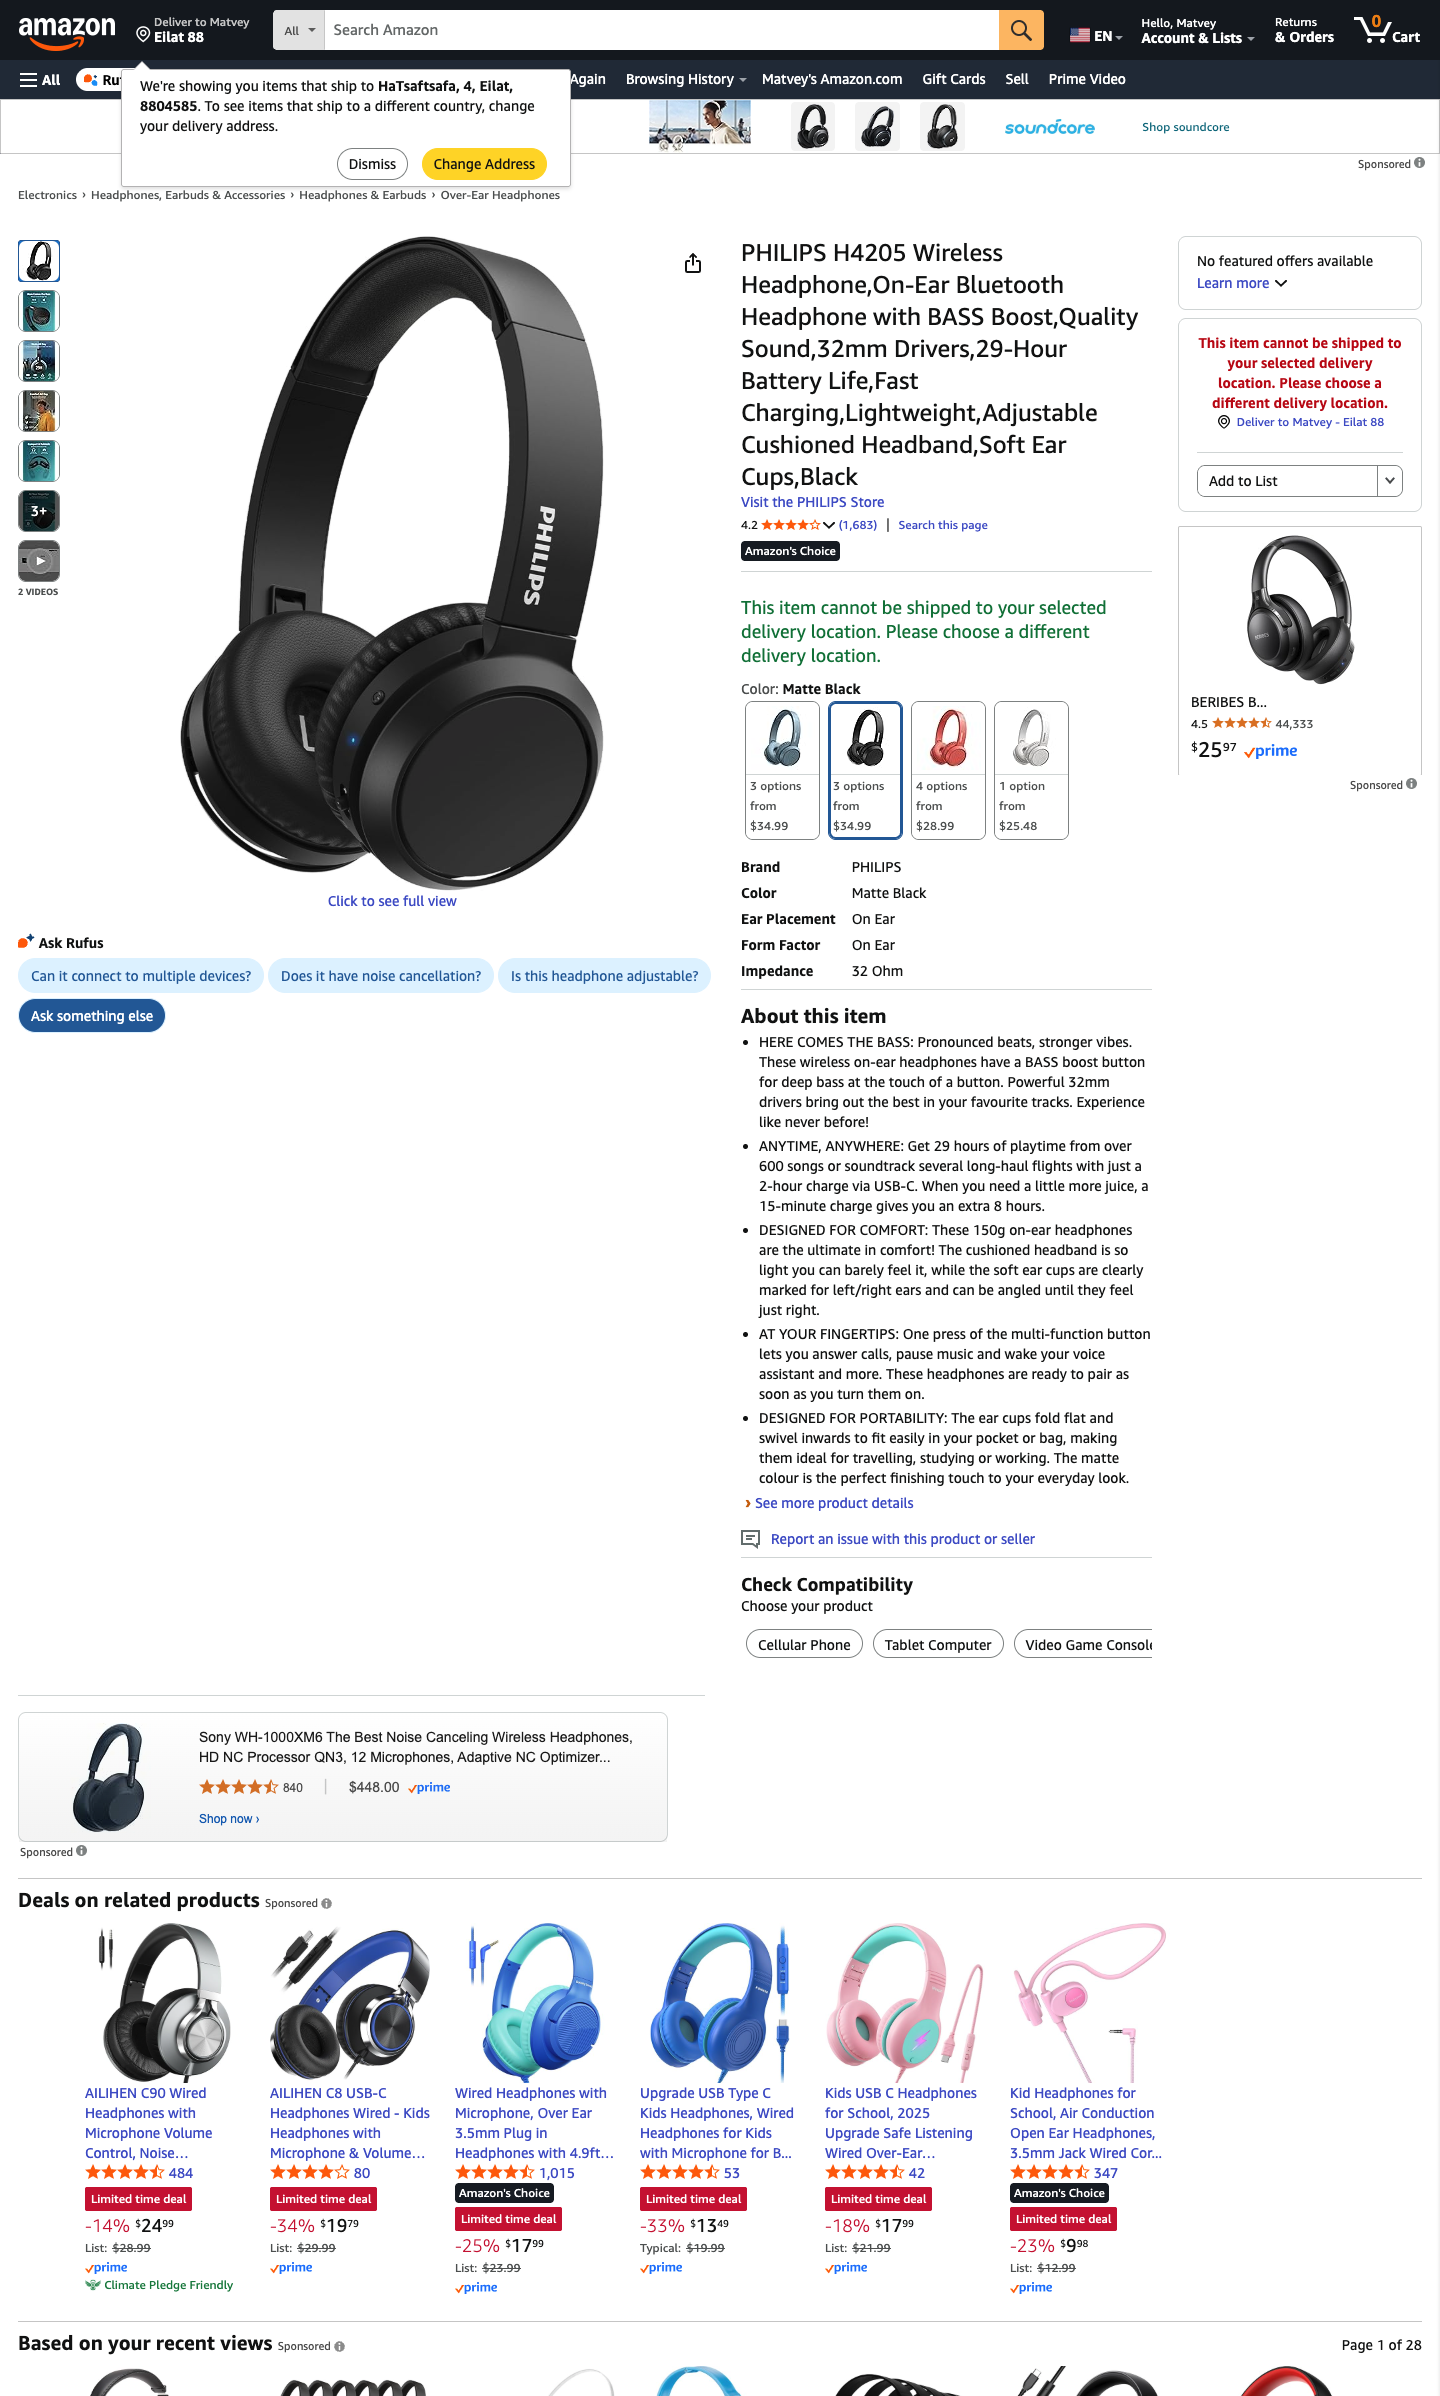 amazon
Deliver to Matvey
Eilat 88
All
Search Amazon
EN
Hello, Matvey
Account & Lists
Returns
& Orders
0
Cart
All
Ru
Again
Browsing History
Matvey's Amazon.com
Gift Cards
Sell
Prime Video
We're showing you items that ship to HaTsaftsafa, 4, Eilat,
8804585. To see items that ship to a different country, change
your delivery address.
Dismiss
Change Address
soundcore
Shop soundcore
Sponsored
Electronics › Headphones, Earbuds & Accessories › Headphones & Earbuds › Over-Ear Headphones
3+
2 VIDEOS
PHILIPS
Click to see full view
Ask Rufus
Can it connect to multiple devices?
Does it have noise cancellation?
Is this headphone adjustable?
Ask something else
PHILIPS H4205 Wireless
Headphone,On-Ear Bluetooth
Headphone with BASS Boost,Quality
Sound,32mm Drivers,29-Hour
Battery Life,Fast
Charging,Lightweight,Adjustable
Cushioned Headband,Soft Ear
Cups,Black
Visit the PHILIPS Store
4.2 (1,683) | Search this page
Amazon's Choice
This item cannot be shipped to your selected
delivery location. Please choose a different
delivery location.
Color: Matte Black
3 options
from
$34.99
3 options
from
$34.99
4 options
from
$28.99
1 option
from
$25.48
Brand PHILIPS
Color Matte Black
Ear Placement On Ear
Form Factor On Ear
Impedance 32 Ohm
About this item
• HERE COMES THE BASS: Pronounced beats, stronger vibes.
These wireless on-ear headphones have a BASS boost button
for deep bass at the touch of a button. Powerful 32mm
drivers bring out the best in your favourite tracks. Experience
like never before!
• ANYTIME, ANYWHERE: Get 29 hours of playtime from over
600 songs or soundtrack several long-haul flights with just a
2-hour charge via USB-C. When you need a little more juice, a
15-minute charge gives you an extra 8 hours.
• DESIGNED FOR COMFORT: These 150g on-ear headphones
are the ultimate in comfort! The cushioned headband is so
light you can barely feel it, while the soft ear cups are clearly
marked for left/right ears and can be angled until they feel
just right.
• AT YOUR FINGERTIPS: One press of the multi-function button
lets you answer calls, pause music and wake your voice
assistant and more. These headphones are ready to pair as
soon as you turn them on.
• DESIGNED FOR PORTABILITY: The ear cups fold flat and
swivel inwards to fit easily in your pocket or bag, making
them ideal for travelling, studying or working. The matte
colour is the perfect finishing touch to your everyday look.
› See more product details
Report an issue with this product or seller
Check Compatibility
Choose your product
Cellular Phone
Tablet Computer
Video Game Console
No featured offers available
Learn more
This item cannot be shipped to
your selected delivery
location. Please choose a
different delivery location.
Deliver to Matvey - Eilat 88
Add to List
BERIBES
BERIBES B...
4.5 44,333
$25 97 prime
Sponsored
Sony WH-1000XM6 The Best Noise Canceling Wireless Headphones,
HD NC Processor QN3, 12 Microphones, Adaptive NC Optimizer...
840 | $448.00 prime
Shop now ›
Sponsored
Deals on related products Sponsored
AILIHEN C90 Wired
Headphones with
Microphone Volume
Control, Noise...
484
Limited time deal
-14% $24 99
List: $28.99
prime
Climate Pledge Friendly
AILIHEN C8 USB-C
Headphones Wired - Kids
Headphones with
Microphone & Volume...
80
Limited time deal
-34% $19 79
List: $29.99
prime
Wired Headphones with
Microphone, Over Ear
3.5mm Plug in
Headphones with 4.9ft...
1,015
Amazon's Choice
Limited time deal
-25% $17 99
List: $23.99
prime
Upgrade USB Type C
Kids Headphones, Wired
Headphones for Kids
with Microphone for B...
53
Limited time deal
-33% $13 49
Typical: $19.99
prime
Kids USB C Headphones
for School, 2025
Upgrade Safe Listening
Wired Over-Ear...
42
Limited time deal
-18% $17 99
List: $21.99
prime
Kid Headphones for
School, Air Conduction
Open Ear Headphones,
3.5mm Jack Wired Cor...
347
Amazon's Choice
Limited time deal
-23% $9 98
List: $12.99
prime
Based on your recent views Sponsored
Page 1 of 28